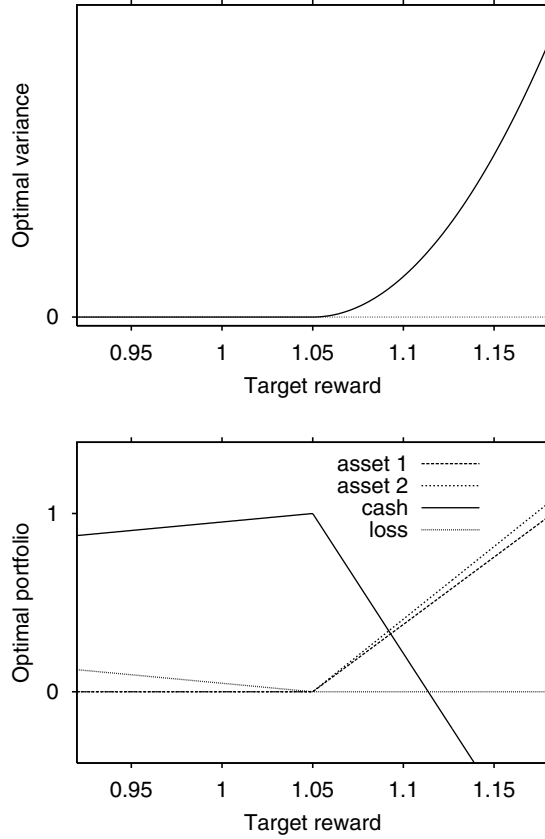 Optimal variance
0
0.95 1 1.05 1.1 1.15
Target reward
asset 1
asset 2
cash
loss
Optimal portfolio
1
0
0.95 1 1.05 1.1 1.15
Target reward